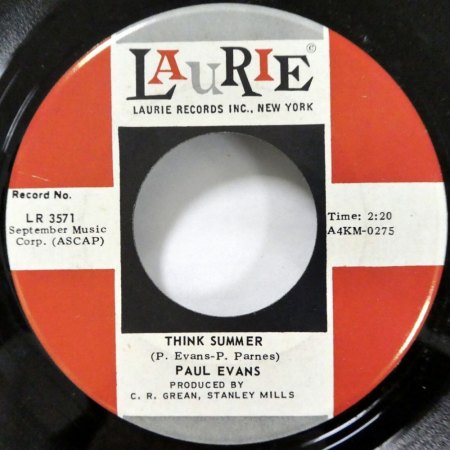 LAuRIE ©
LAURIE RECORDS INC., NEW YORK
Record No.
LR 3571
September Music
Corp. (ASCAP)
Time: 2:20
A4KM-0275
THINK SUMMER
(P. Evans-P. Parnes)
PAUL EVANS
PRODUCED BY
C. R. GREAN, STANLEY MILLS